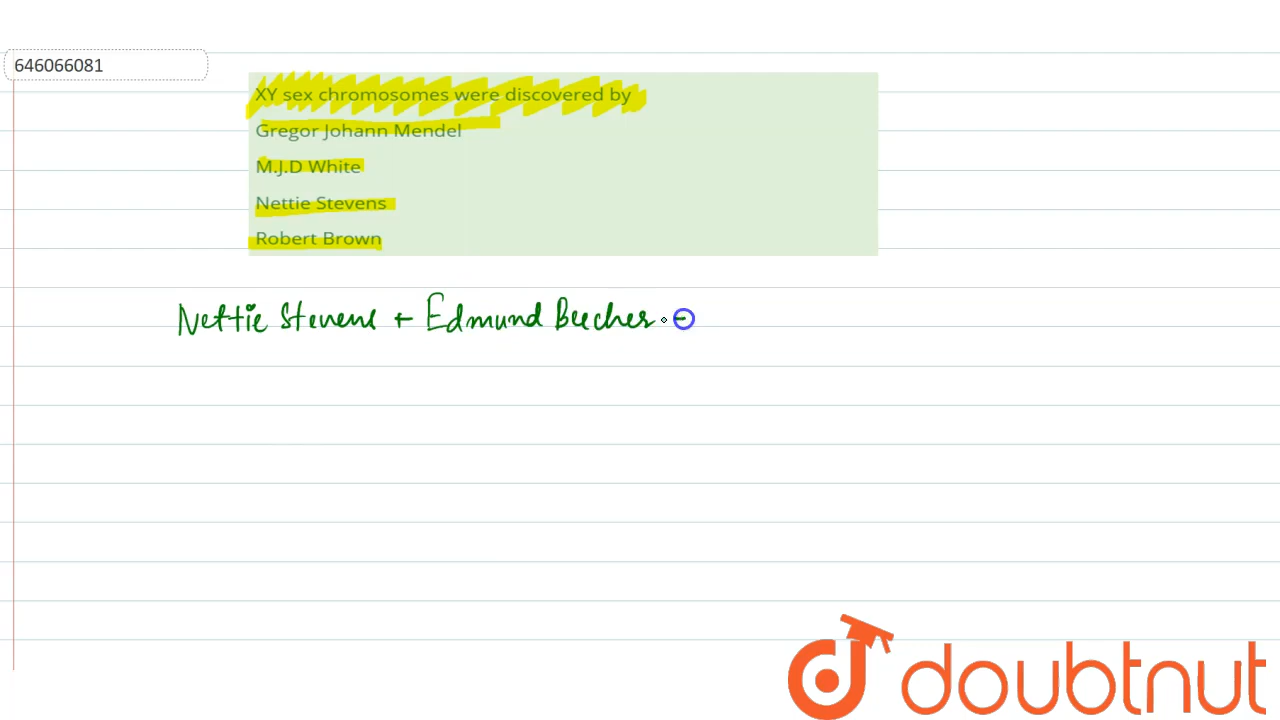 646066081
XY sex chromosomes were discovered by
Gregor Johann Mendel
M.J.D White
Nettie Stevens
Robert Brown
Nettie Stevens + Edmund Beecher
doubtnut